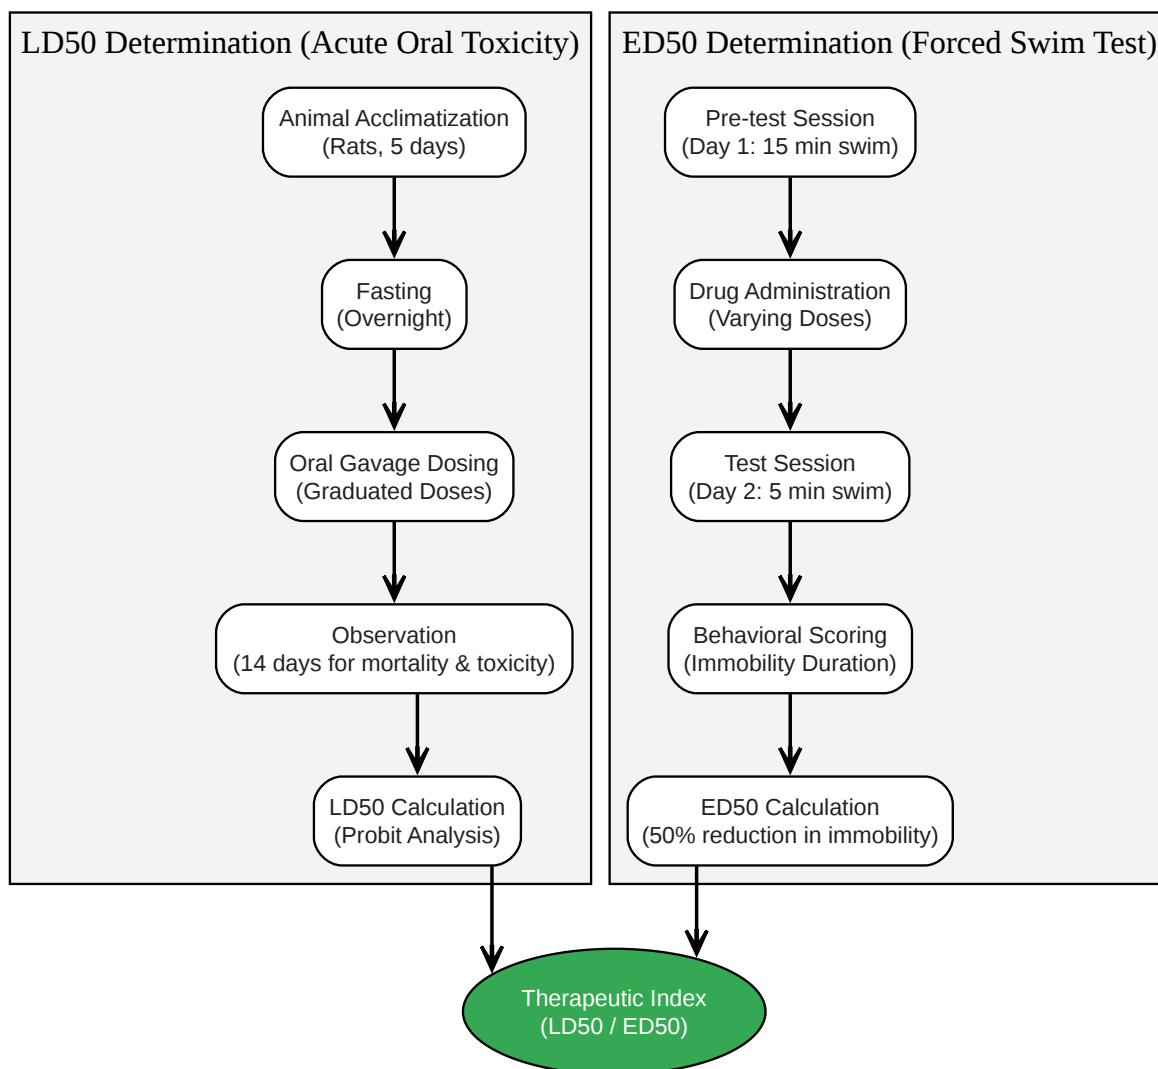 LD50 Determination (Acute Oral Toxicity)
Animal Acclimatization
(Rats, 5 days)
Fasting
(Overnight)
Oral Gavage Dosing
(Graduated Doses)
Observation
(14 days for mortality & toxicity)
LD50 Calculation
(Probit Analysis)
ED50 Determination (Forced Swim Test)
Pre-test Session
(Day 1: 15 min swim)
Drug Administration
(Varying Doses)
Test Session
(Day 2: 5 min swim)
Behavioral Scoring
(Immobility Duration)
ED50 Calculation
(50% reduction in immobility)
Therapeutic Index
(LD50 / ED50)